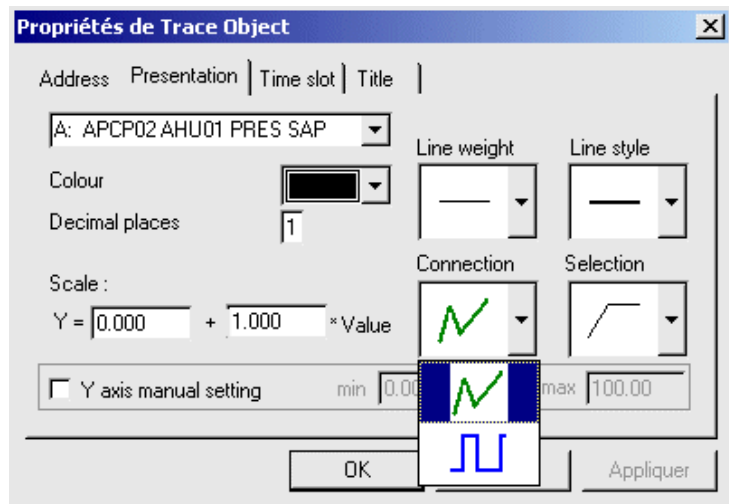 Propriétés de Trace Object
Address Presentation Time slot Title
A: APCP02 AHU01 PRES SAP
Line weight Line style
Colour
Decimal places 1
Connection Selection
Scale :
Y = 0.000 + 1.000 * Value
Y axis manual setting min 0.00 max 100.00
OK Appliquer